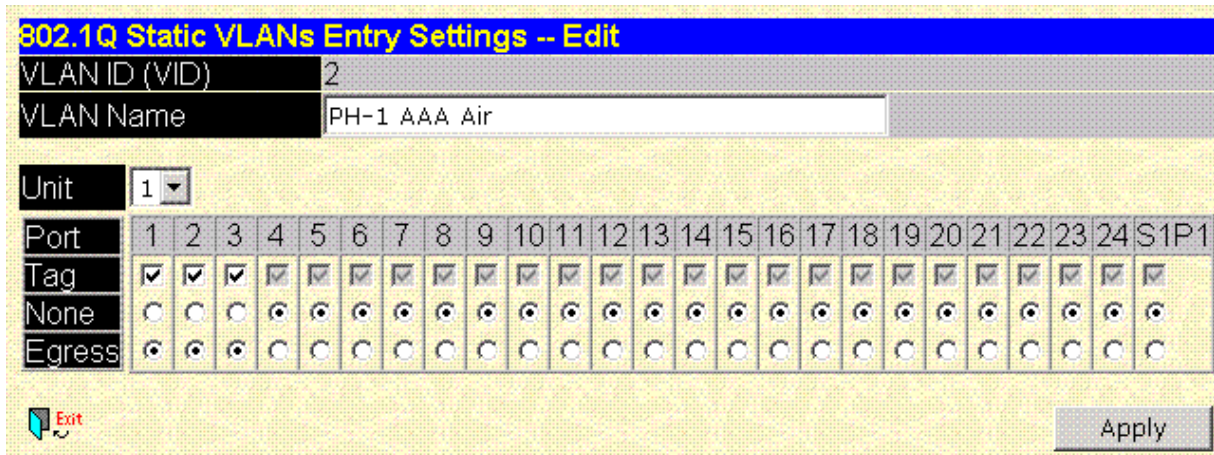 802.1Q Static VLANs Entry Settings -- Edit
VLAN ID (VID) 2
VLAN Name PH-1 AAA Air
Unit 1
Port 1 2 3 4 5 6 7 8 9 10 11 12 13 14 15 16 17 18 19 20 21 22 23 24 S1P1
Tag
None
Egress
Exit Apply